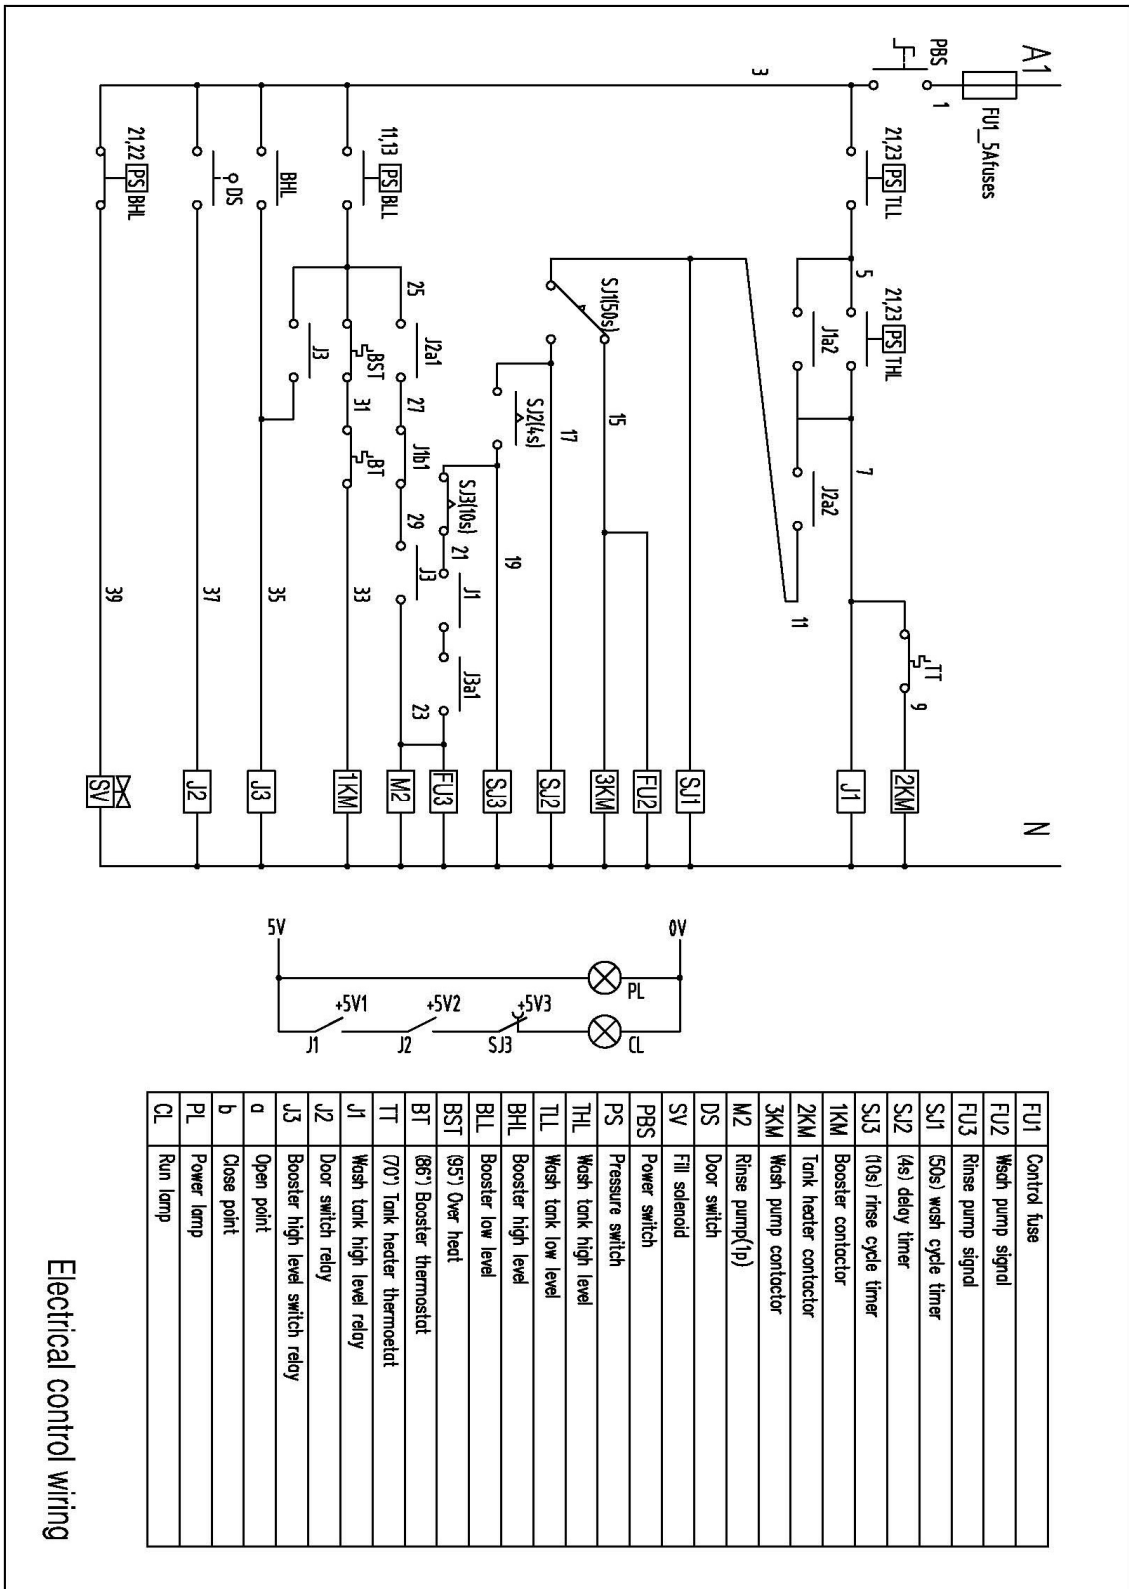 A1
FU1_5Afuses
PBS
1
3
N
21,23 PS TLL
5
21,23 PS THL
J1a2
7
J2a2
11
TT
9
SJ1(50s)
15
17
SJ2(4s)
19
SJ3(10s)
21
J1
J3a1
23
11,13 PS BLL
25
J2a1
27
J1b1
29
J3
BST
31
BT
33
J3
BHL
35
DS
37
21,22 PS BHL
39
2KM
J1
SJ1
FU2
3KM
SJ2
SJ3
FU3
M2
1KM
J3
J2
SV
5V
0V
PL
+5V1
+5V2
+5V3
J1
J2
SJ3
CL
FU1 Control fuse
FU2 Wsah pump signal
FU3 Rinse pump signal
SJ1 (50s) wash cycle timer
SJ2 (4s) delay timer
SJ3 (10s) rinse cycle timer
1KM Booster contactor
2KM Tank heater contactor
3KM Wash pump contactor
M2 Rinse pump(1p)
DS Door switch
SV Fill solenoid
PBS Power switch
PS Pressure switch
THL Wash tank high level
TLL Wash tank low level
BHL Booster high level
BLL Booster low level
BST (95°) Over heat
BT (86°) Booster thermostat
TT (70°) Tank heater thermoetat
J1 Wash tank high level relay
J2 Door switch relay
J3 Booster high level switch relay
a Open point
b Close point
PL Power lamp
CL Run lamp
Electrical control wiring